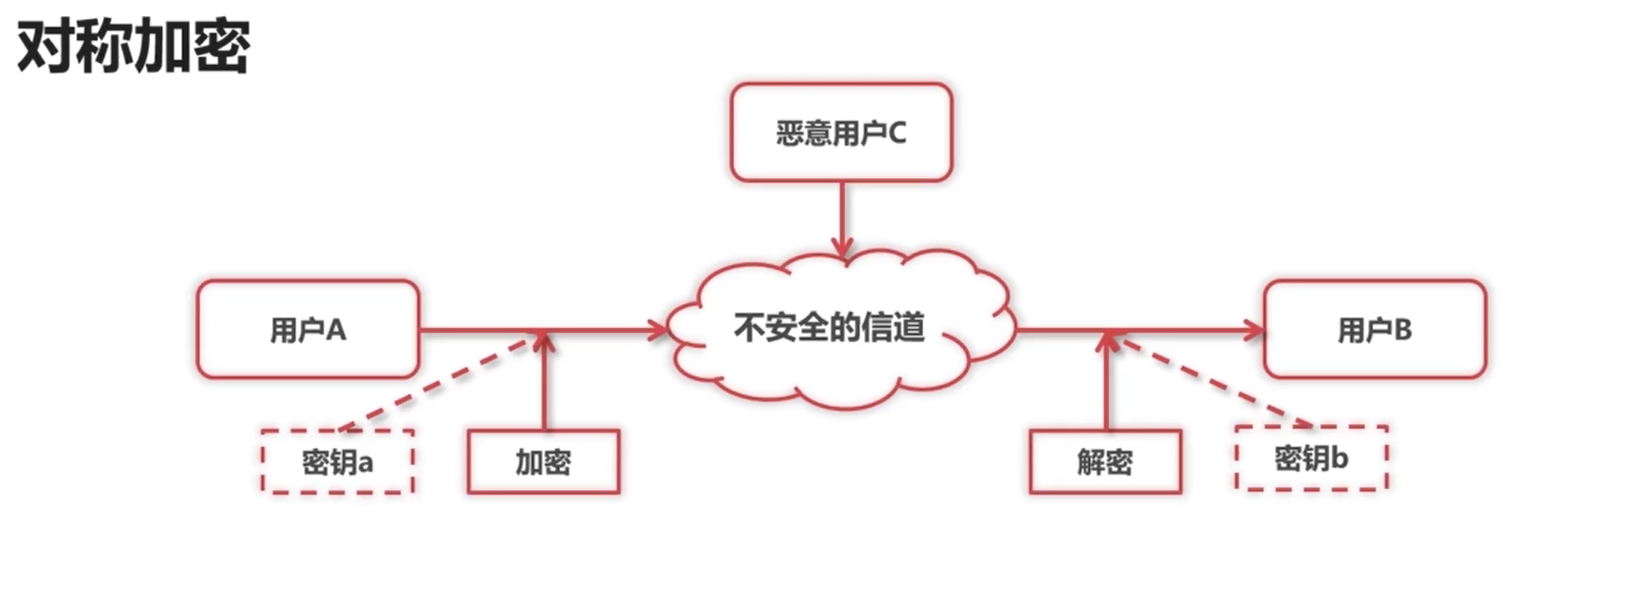 对称加密
恶意用户C
用户A
不安全的信道
用户B
密钥a
加密
解密
密钥b